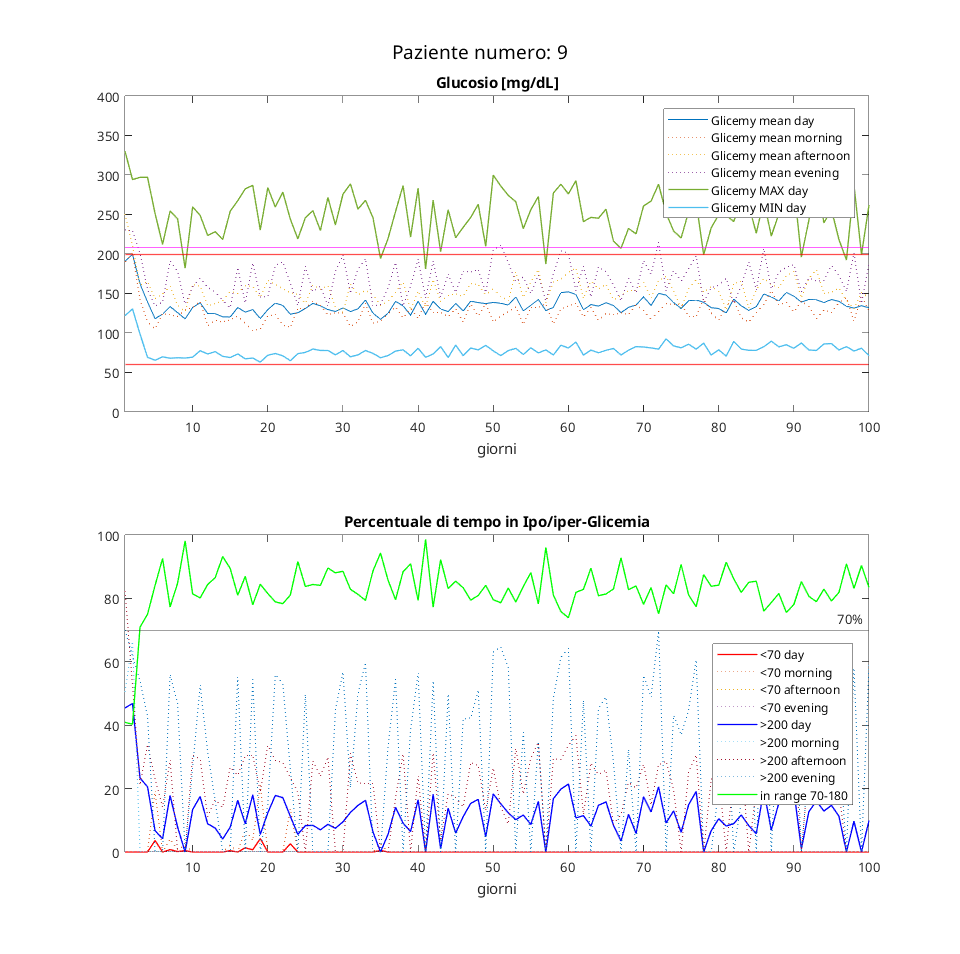 Paziente numero: 9
Glucosio [mg/dL]
400
350
300
250
200
150
100
50
0
Glicemy mean day
Glicemy mean morning
Glicemy mean afternoon
Glicemy mean evening
Glicemy MAX day
Glicemy MIN day
10 20 30 40 50 60 70 80 90 100
giorni
Percentuale di tempo in Ipo/iper-Glicemia
100
80
60
40
20
0
70%
<70 day
<70 morning
<70 afternoon
<70 evening
>200 day
>200 morning
>200 afternoon
>200 evening
in range 70-180
10 20 30 40 50 60 70 80 90 100
giorni